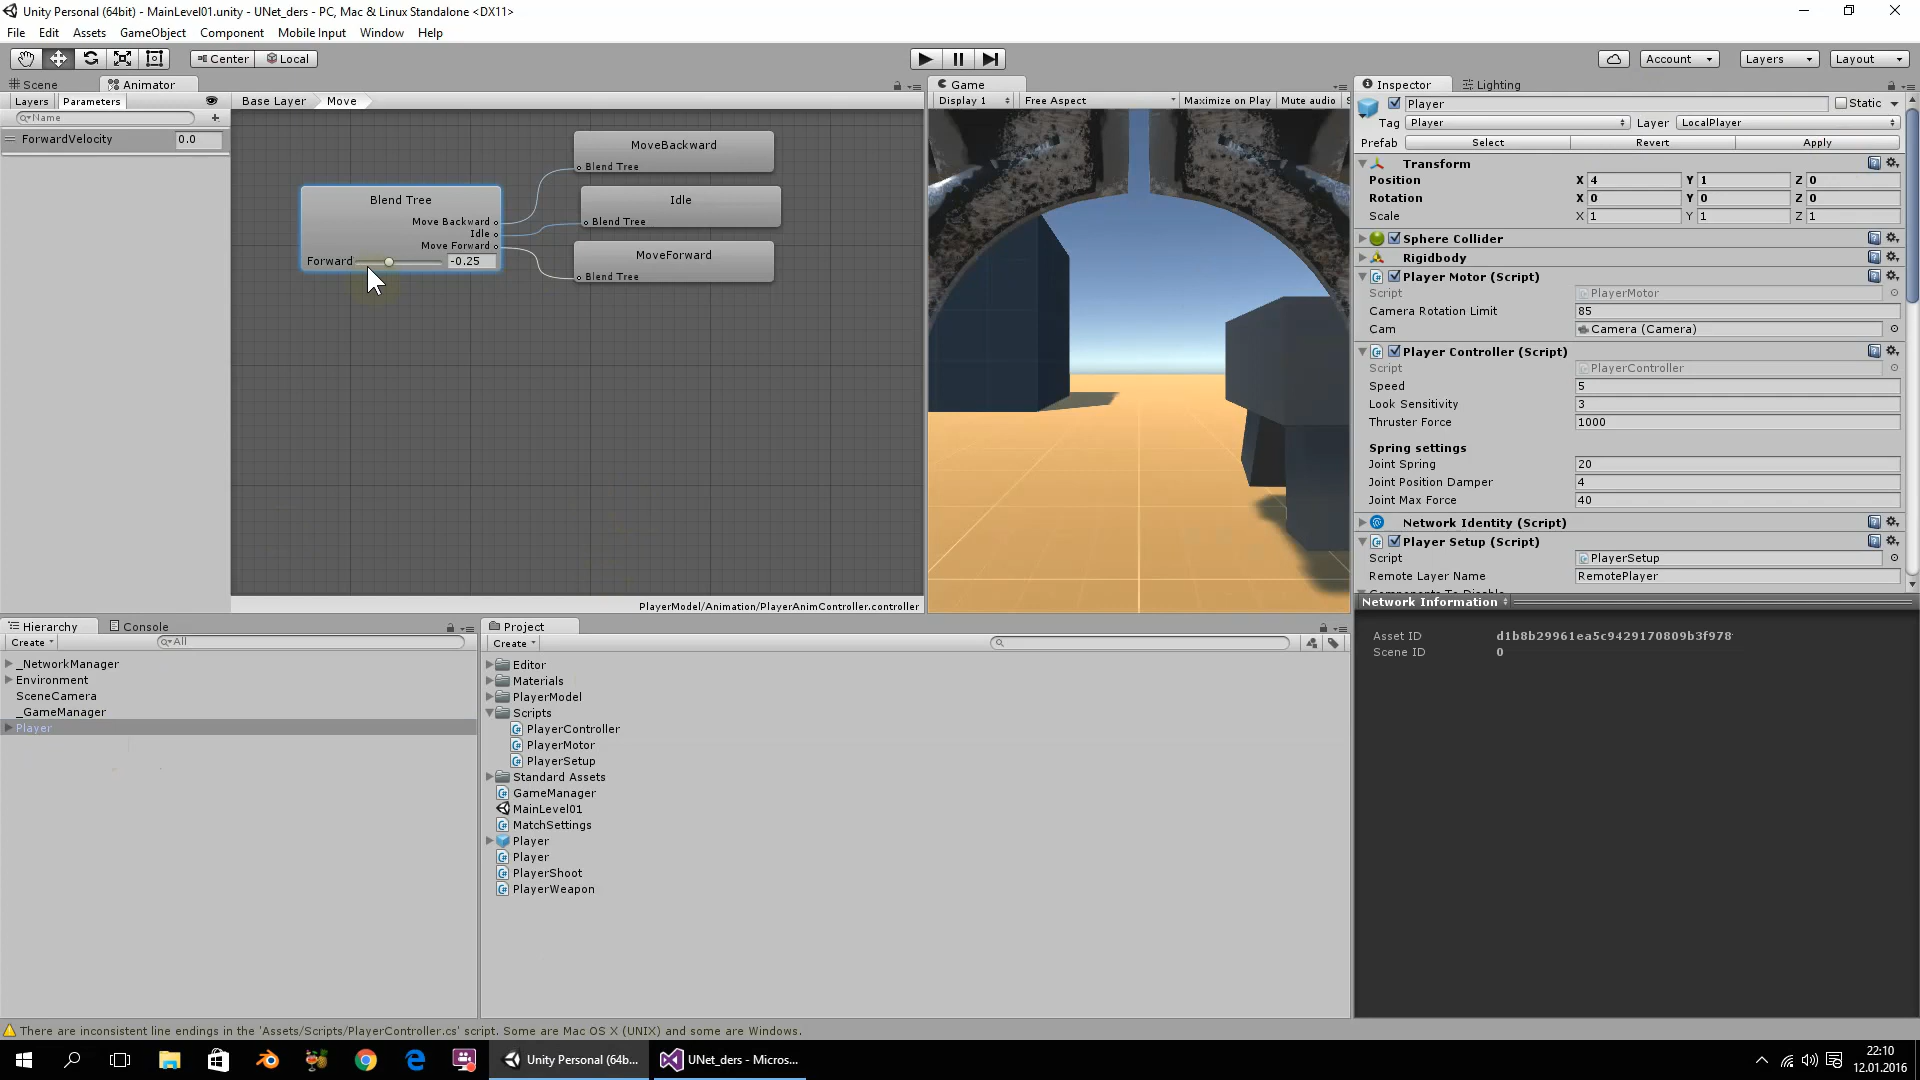 Unity Personal (64bit) - MainLevel01.unity - UNet_ders - PC, Mac & Linux Standalone <DX11>
File Edit Assets GameObject Component Mobile Input Window Help
Center Local Account Layers Layout
Scene Animator
Layers Parameters
Name
ForwardVelocity 0.0
Base Layer Move
MoveBackward
Blend Tree
Idle
Blend Tree
MoveForward
Blend Tree
Blend Tree
Move Backward
Idle
Move Forward
Forward -0.25
PlayerModel/Animation/PlayerAnimController.controller
Game
Display 1 Free Aspect Maximize on Play Mute audio S
Inspector Lighting
Player Static
Tag Player Layer LocalPlayer
Prefab Select Revert Apply
Transform
Position X 4 Y 1 Z 0
Rotation X 0 Y 0 Z 0
Scale X 1 Y 1 Z 1
Sphere Collider
Rigidbody
Player Motor (Script)
Script PlayerMotor
Camera Rotation Limit 85
Cam Camera (Camera)
Player Controller (Script)
Script PlayerController
Speed 5
Look Sensitivity 3
Thruster Force 1000
Spring settings
Joint Spring 20
Joint Position Damper 4
Joint Max Force 40
Network Identity (Script)
Player Setup (Script)
Script PlayerSetup
Remote Layer Name RemotePlayer
Components To Disable
Network Information
Asset ID d1b8b29961ea5c9429170809b3f978
Scene ID 0
Hierarchy Console
Create All
_NetworkManager
Environment
SceneCamera
_GameManager
Player
Project
Create
Editor
Materials
PlayerModel
Scripts
PlayerController
PlayerMotor
PlayerSetup
Standard Assets
GameManager
MainLevel01
MatchSettings
Player
Player
PlayerShoot
PlayerWeapon
There are inconsistent line endings in the 'Assets/Scripts/PlayerController.cs' script. Some are Mac OS X (UNIX) and some are Windows.
Unity Personal (64b... UNet_ders - Micros...
22:10
12.01.2016